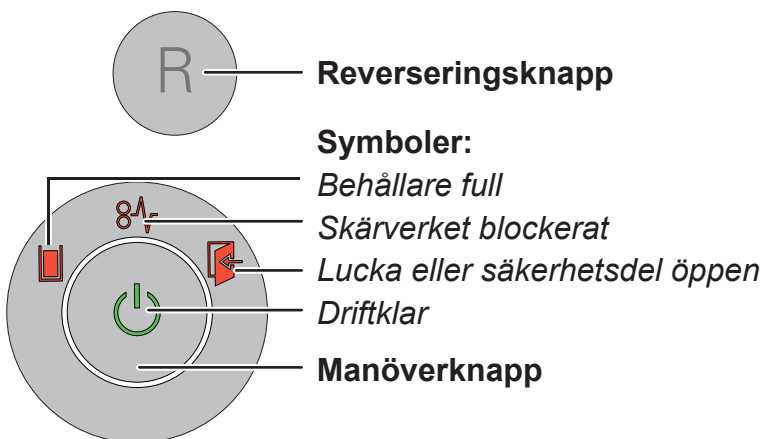 R
Reverseringsknapp
Symboler:
Behållare full
Skärverket blockerat
Lucka eller säkerhetsdel öppen
Driftklar
Manöverknapp